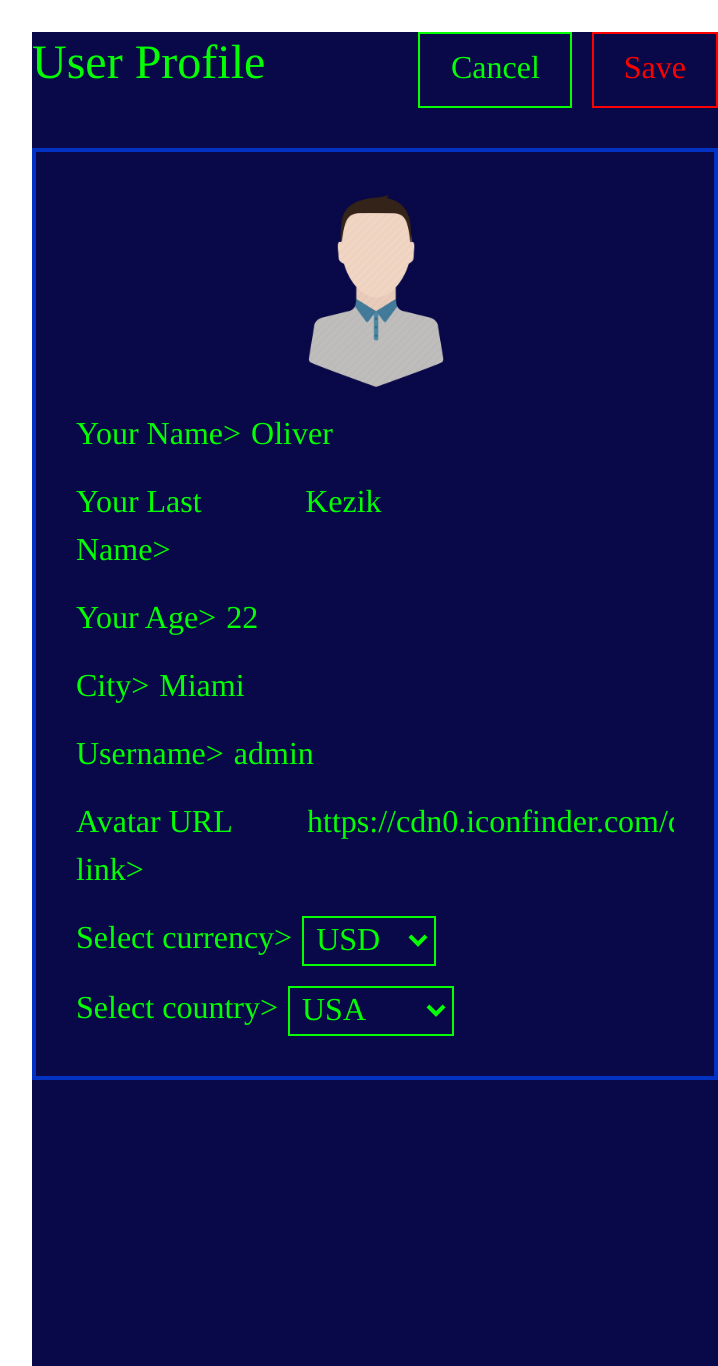 User Profile Cancel Save
Your Name> Oliver
Your Last Kezik
Name>
Your Age> 22
City> Miami
Username> admin
Avatar URL https://cdn0.iconfinder.com/
link>
Select currency> USD
Select country> USA